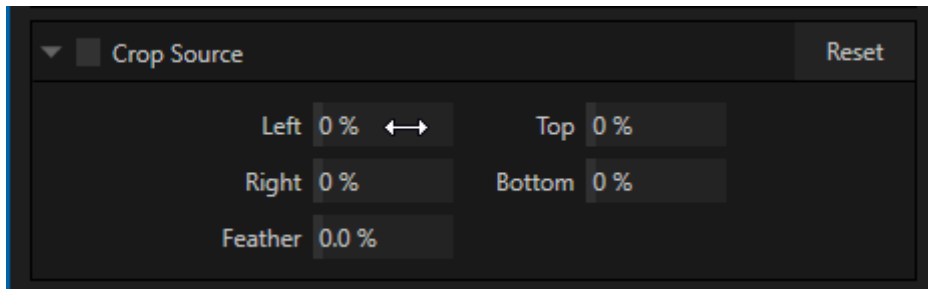 Crop Source Reset
Left 0 % Top 0 %
Right 0 % Bottom 0 %
Feather 0.0 %